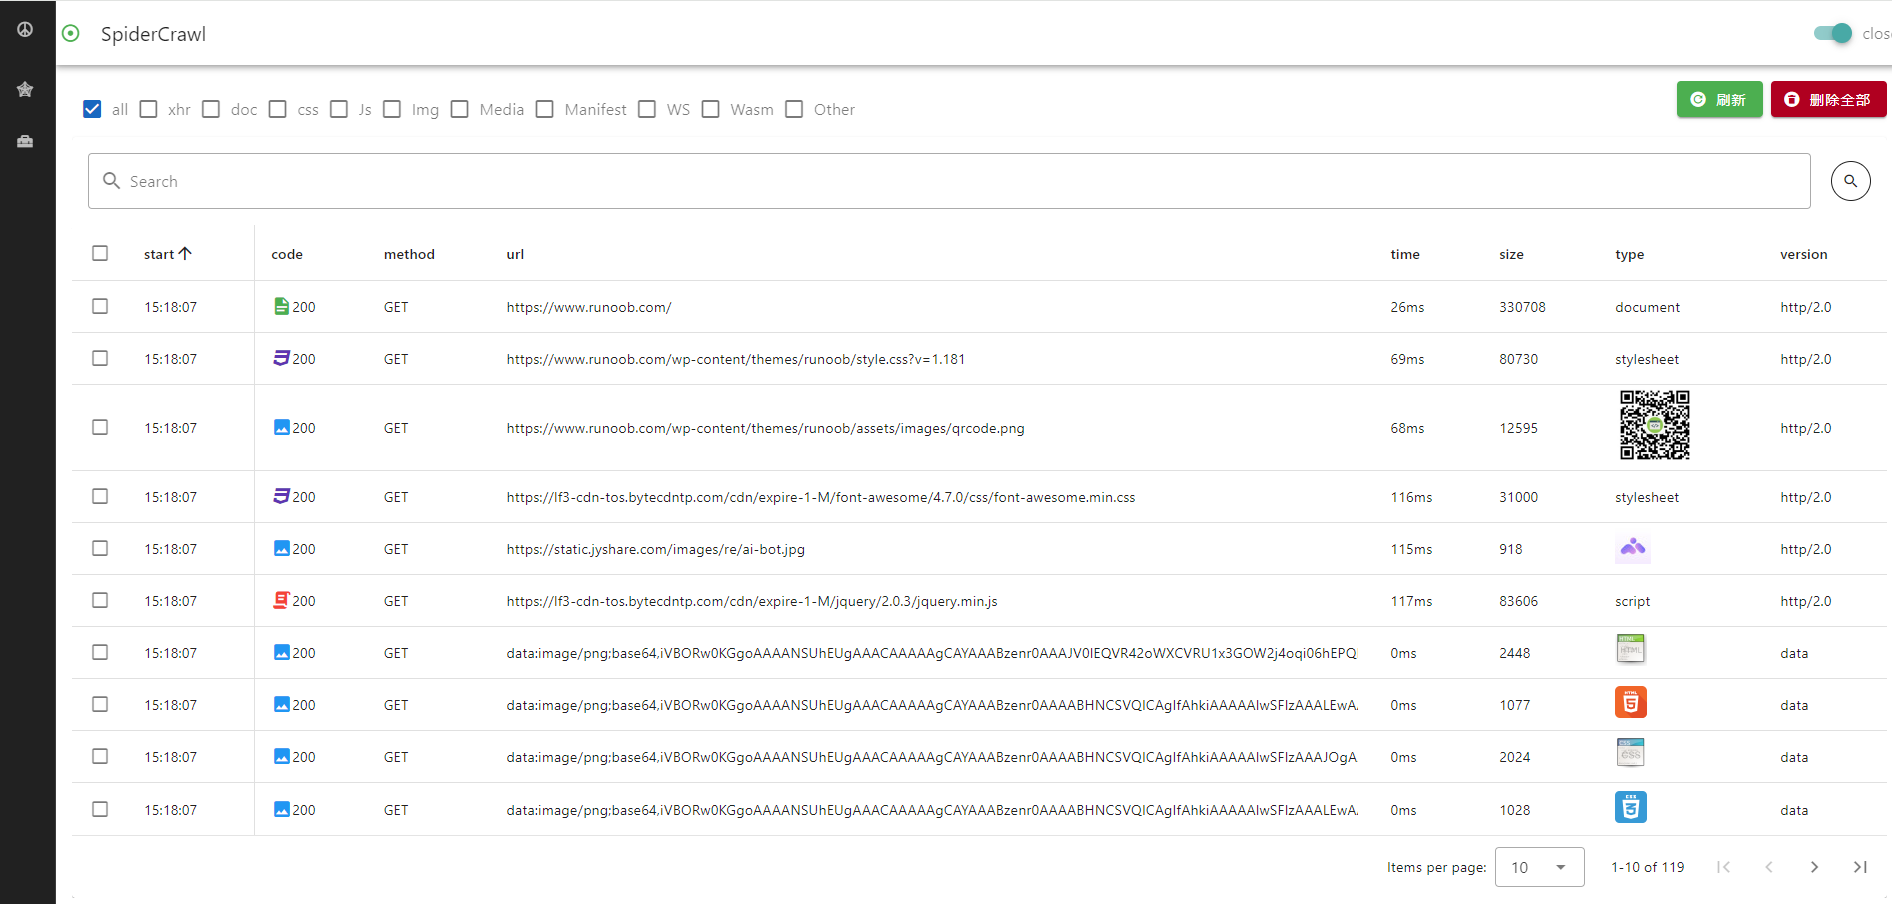 SpiderCrawl clos
all xhr doc css Js Img Media Manifest WS Wasm Other 刷新 删除全部
Search
start code method url time size type version
15:18:07 200 GET https://www.runoob.com/ 26ms 330708 document http/2.0
15:18:07 200 GET https://www.runoob.com/wp-content/themes/runoob/style.css?v=1.181 69ms 80730 stylesheet http/2.0
15:18:07 200 GET https://www.runoob.com/wp-content/themes/runoob/assets/images/qrcode.png 68ms 12595 http/2.0
15:18:07 200 GET https://lf3-cdn-tos.bytecdntp.com/cdn/expire-1-M/font-awesome/4.7.0/css/font-awesome.min.css 116ms 31000 stylesheet http/2.0
15:18:07 200 GET https://static.jyshare.com/images/re/ai-bot.jpg 115ms 918 http/2.0
15:18:07 200 GET https://lf3-cdn-tos.bytecdntp.com/cdn/expire-1-M/jquery/2.0.3/jquery.min.js 117ms 83606 script http/2.0
15:18:07 200 GET data:image/png;base64,iVBORw0KGgoAAAANSUhEUgAAACAAAAAgCAYAAABzenr0AAAJV0lEQVR42oWXCVRU1x3GOW2j4oqi06hEPQ 0ms 2448 HTML HTML data
15:18:07 200 GET data:image/png;base64,iVBORw0KGgoAAAANSUhEUgAAACAAAAAgCAYAAABzenr0AAAABHNCSVQICAgIfAhkiAAAAAlwSFlzAAALEwA. 0ms 1077 HTML 5 data
15:18:07 200 GET data:image/png;base64,iVBORw0KGgoAAAANSUhEUgAAACAAAAAgCAYAAABzenr0AAAABHNCSVQICAgIfAhkiAAAAAlwSFlzAAAJOgA 0ms 2024 CSS CSS data
15:18:07 200 GET data:image/png;base64,iVBORw0KGgoAAAANSUhEUgAAACAAAAAgCAYAAABzenr0AAAABHNCSVQICAgIfAhkiAAAAAlwSFlzAAALEwA. 0ms 1028 CSS 3 data
Items per page: 10 1-10 of 119